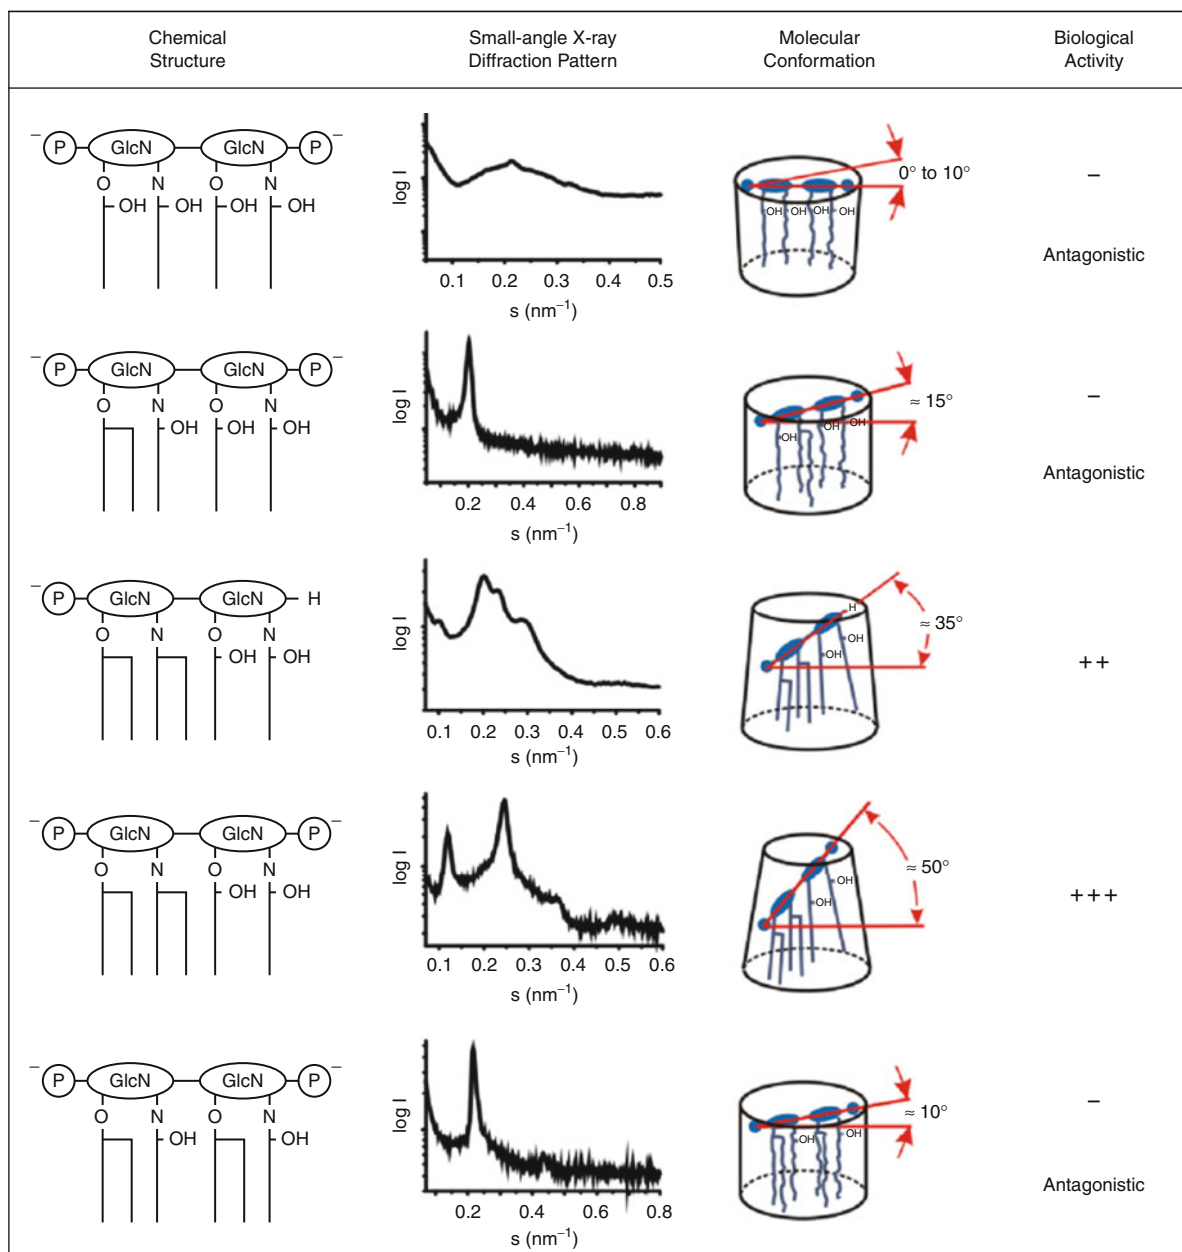 Chemical Structure
Small-angle X-ray Diffraction Pattern
Molecular Conformation
Biological Activity
− P GlcN GlcN P −
O N O N
OH OH OH OH
log I
0.1 0.2 0.3 0.4 0.5
s (nm⁻¹)
0° to 10°
OH OH OH OH
−
Antagonistic
− P GlcN GlcN P −
O N O N
OH OH OH
log I
0.2 0.4 0.6 0.8
s (nm⁻¹)
≈ 15°
OH OH OH
−
Antagonistic
− P GlcN GlcN H
O N O N
OH OH
log I
0.1 0.2 0.3 0.4 0.5 0.6
s (nm⁻¹)
H
≈ 35°
OH
OH
++
− P GlcN GlcN P −
O N O N
OH OH
log I
0.1 0.2 0.3 0.4 0.5 0.6
s (nm⁻¹)
≈ 50°
OH
OH
+++
− P GlcN GlcN P −
O N O N
OH OH
log I
0.2 0.4 0.6 0.8
s (nm⁻¹)
≈ 10°
OH OH
−
Antagonistic